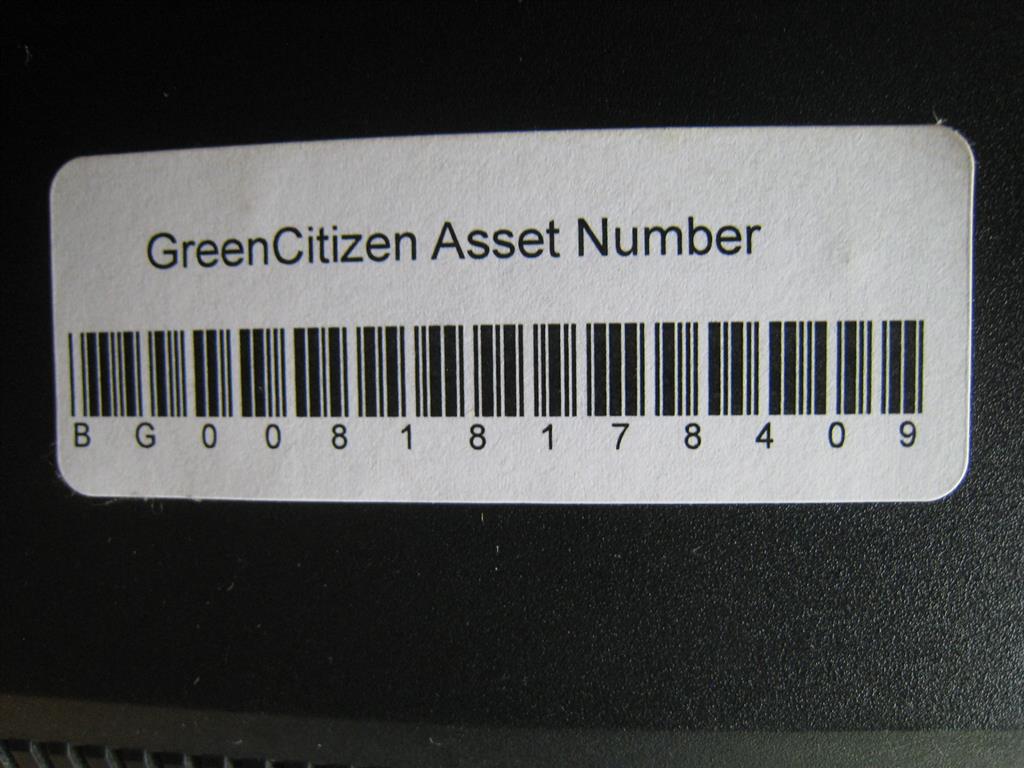 GreenCitizen Asset Number
B G 0 0 8 1 8 1 7 8 4 0 9